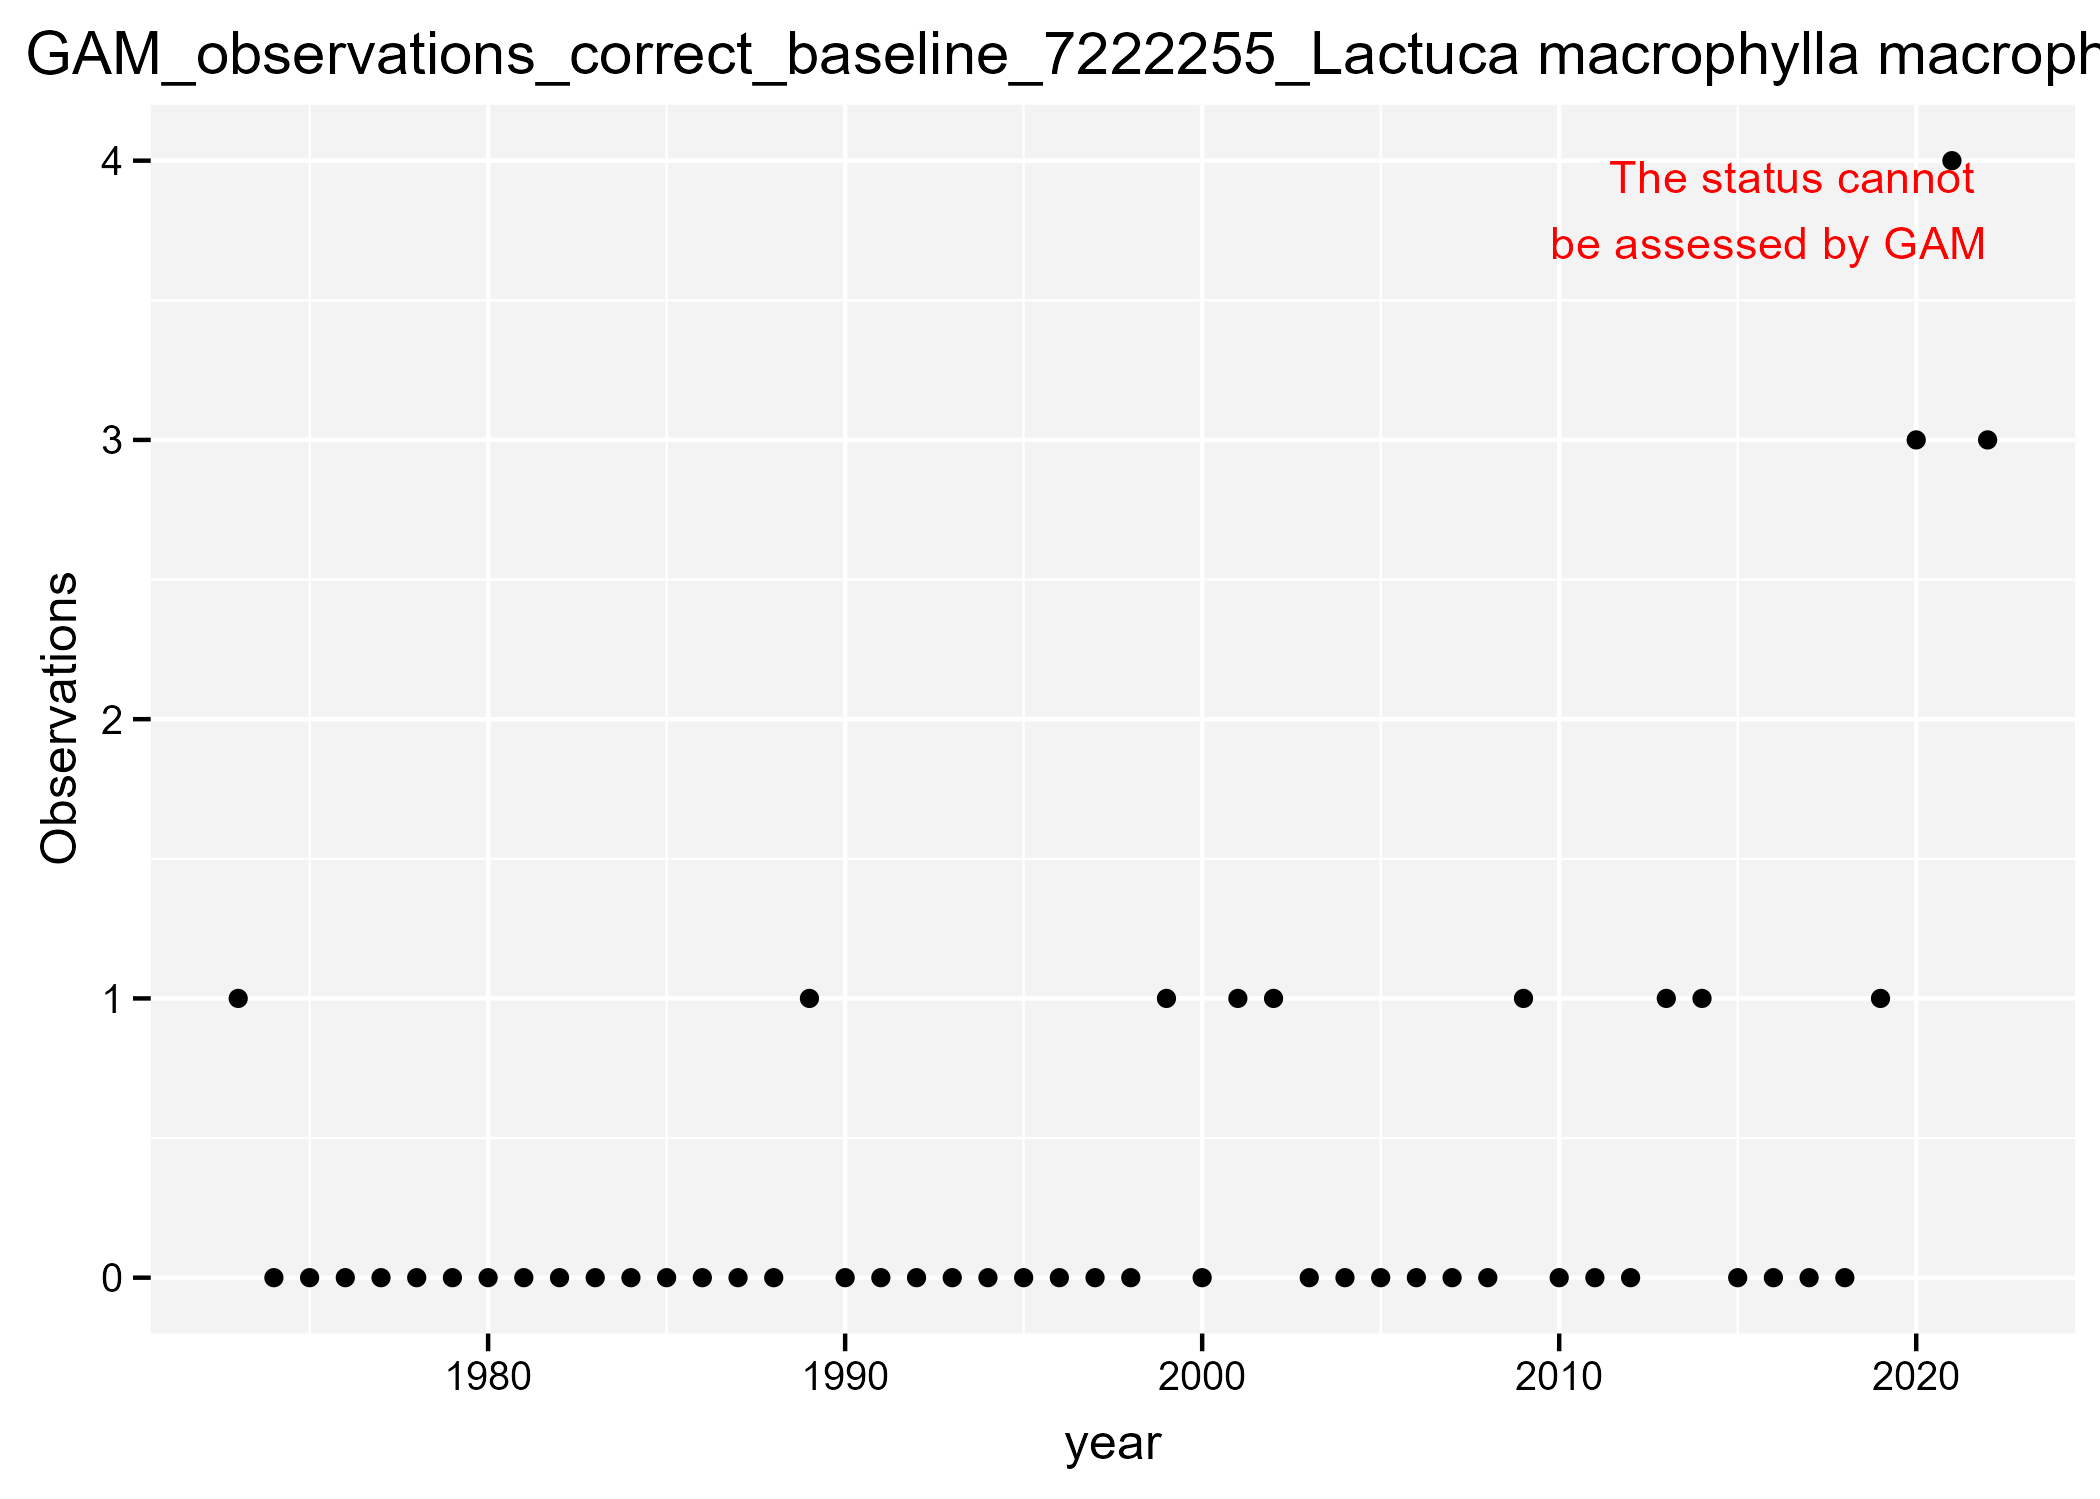 GAM_observations_correct_baseline_7222255_Lactuca macrophylla macroph
4
The status cannot
be assessed by GAM
3
Observations
2
1
0
1980 1990 2000 2010 2020
year